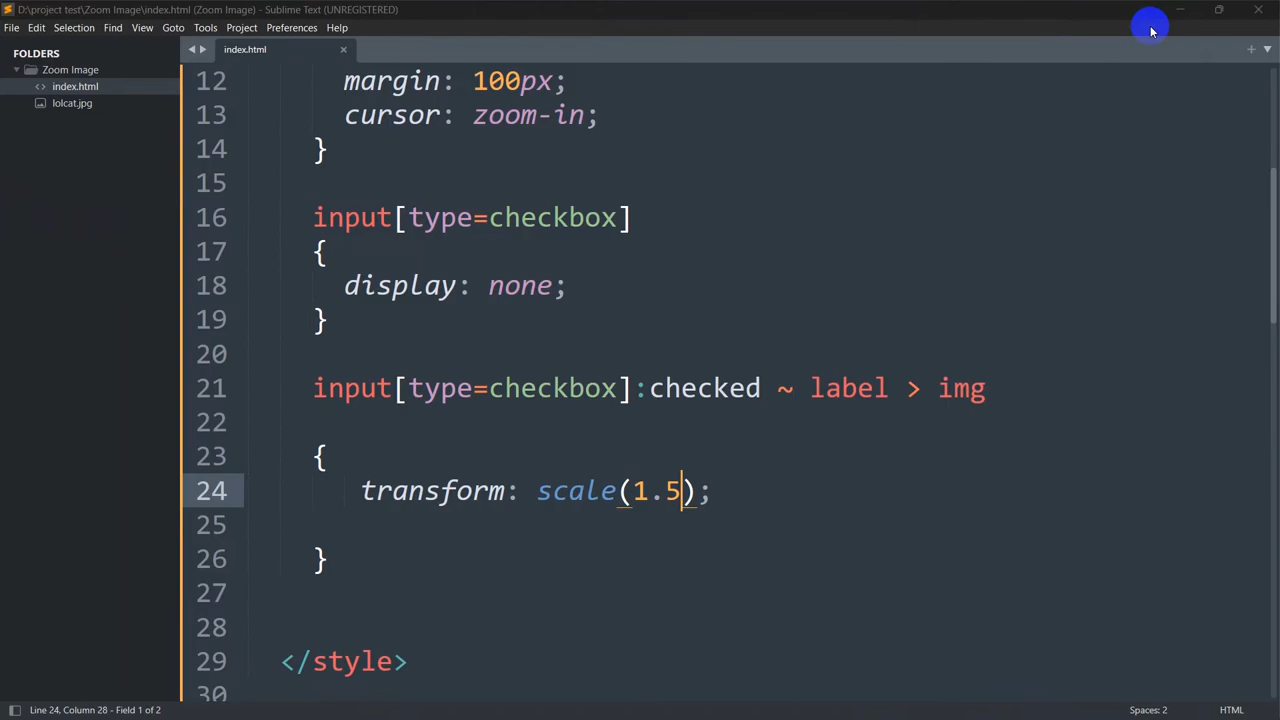 D:\project test\Zoom Image\index.html (Zoom Image) - Sublime Text (UNREGISTERED)
File Edit Selection Find View Goto Tools Project Preferences Help
FOLDERS
Zoom Image
index.html
lolcat.jpg
index.html
12 margin: 100px;
13 cursor: zoom-in;
14 }
15
16 input[type=checkbox]
17 {
18 display: none;
19 }
20
21 input[type=checkbox]:checked ~ label > img
22
23 {
24 transform: scale(1.5);
25
26 }
27
28
29 </style>
30
Line 24, Column 28 - Field 1 of 2
Spaces: 2
HTML